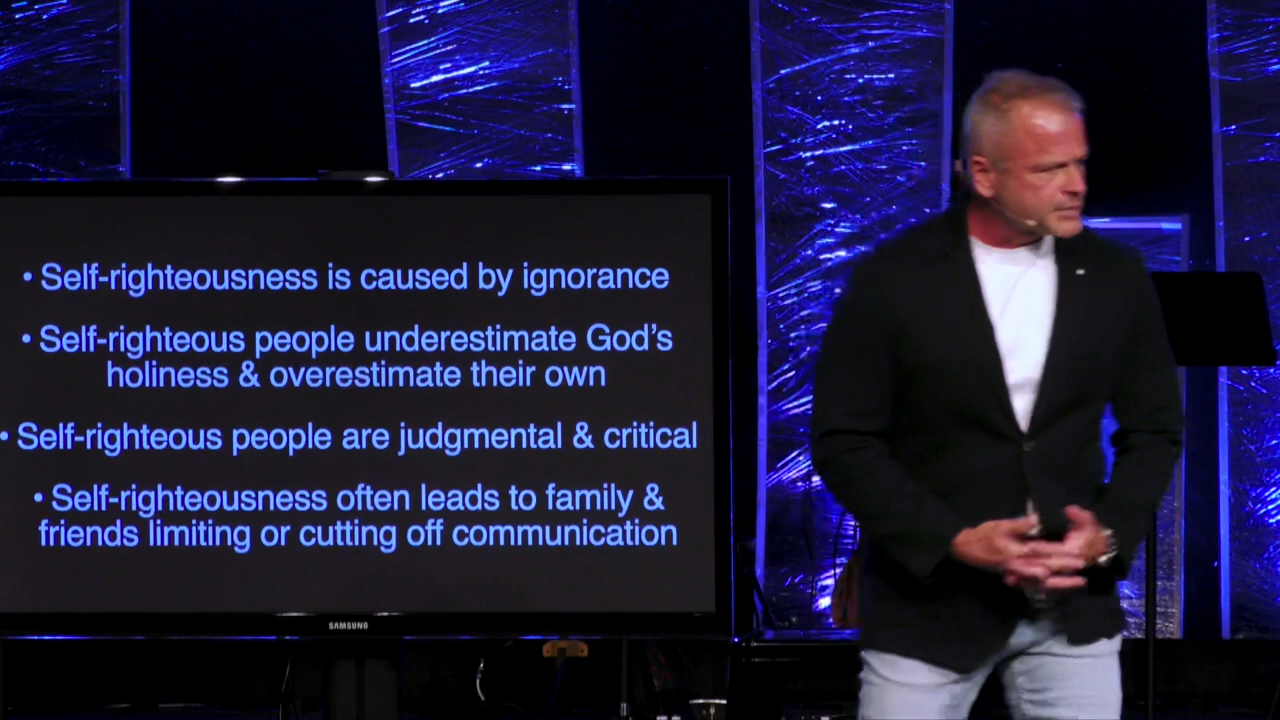 • Self-righteousness is caused by ignorance
• Self-righteous people underestimate God’s
holiness & overestimate their own
• Self-righteous people are judgmental & critical
• Self-righteousness often leads to family &
friends limiting or cutting off communication
SAMSUNG